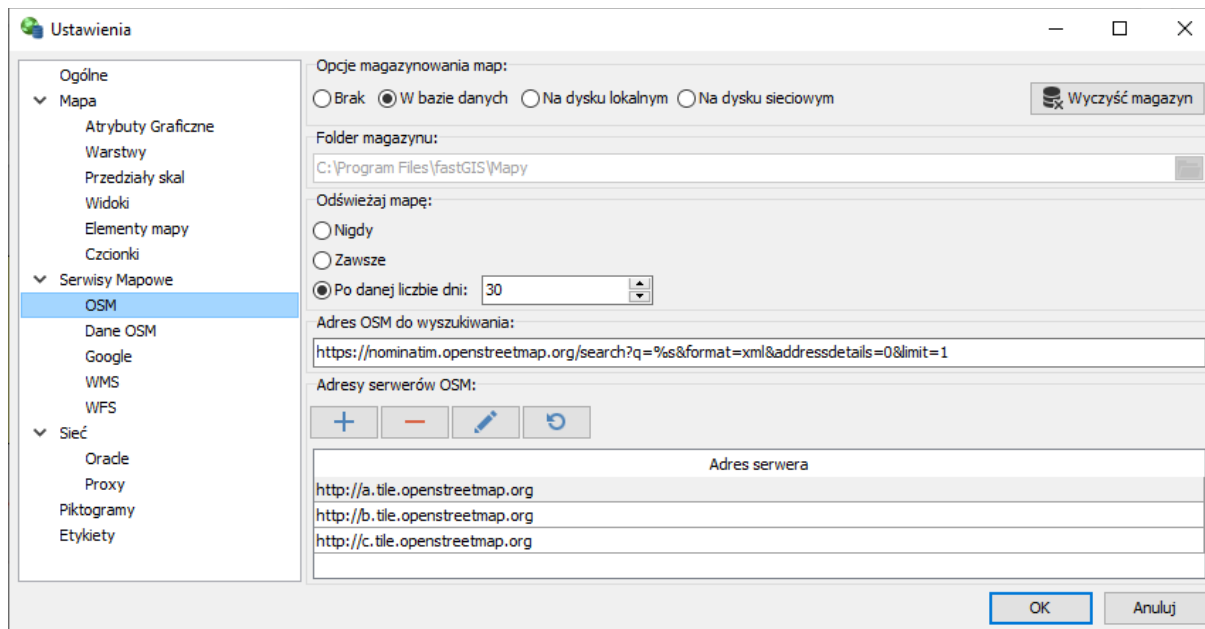 Ustawienia
Ogólne
Mapa
Atrybuty Graficzne
Warstwy
Przedziały skal
Widoki
Elementy mapy
Czcionki
Serwisy Mapowe
OSM
Dane OSM
Google
WMS
WFS
Sieć
Oracle
Proxy
Piktogramy
Etykiety
Opcje magazynowania map:
Brak W bazie danych Na dysku lokalnym Na dysku sieciowym Wyczyść magazyn
Folder magazynu:
C:\Program Files\fastGIS\Mapy
Odświeżaj mapę:
Nigdy
Zawsze
Po danej liczbie dni: 30
Adres OSM do wyszukiwania:
https://nominatim.openstreetmap.org/search?q=%s&format=xml&addressdetails=0&limit=1
Adresy serwerów OSM:
Adres serwera
http://a.tile.openstreetmap.org
http://b.tile.openstreetmap.org
http://c.tile.openstreetmap.org
OK Anuluj